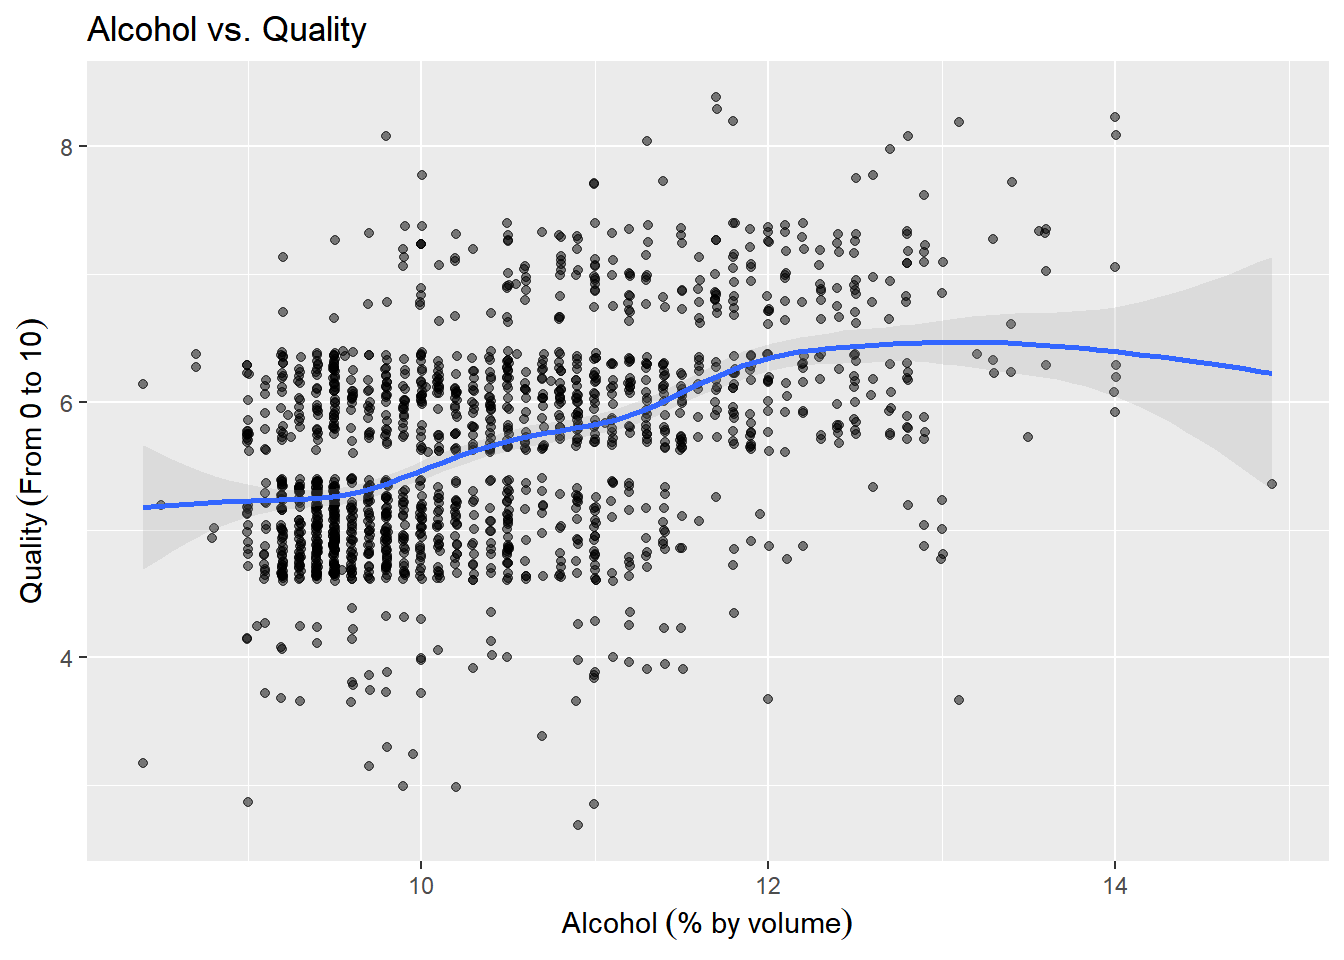 Alcohol vs. Quality
8
6
4
Quality (From 0 to 10)
10 12 14
Alcohol (% by volume)